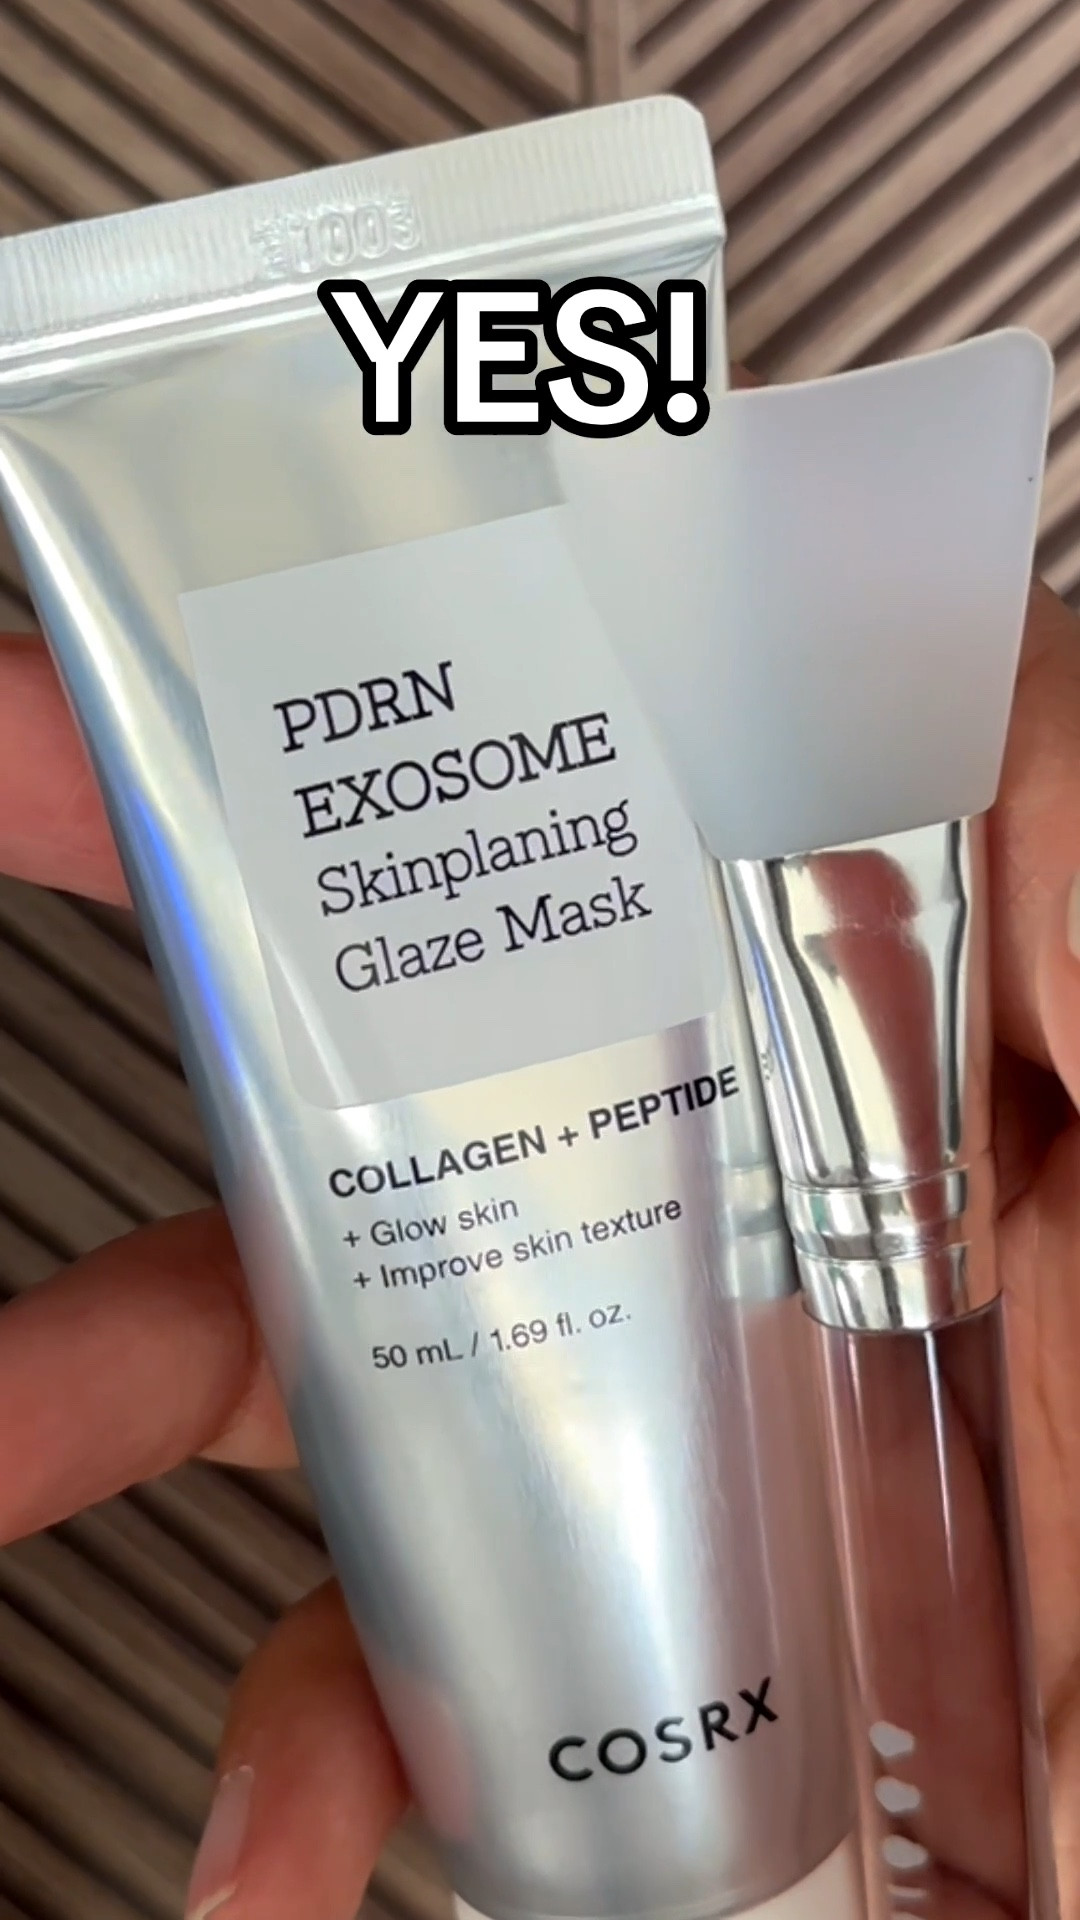 YES!
PDRN
EXOSOME
Skinplaning
Glaze Mask
COLLAGEN + PEPTIDE
+ Glow skin
+ Improve skin texture
50 mL / 1.69 fl. oz.
COSRX